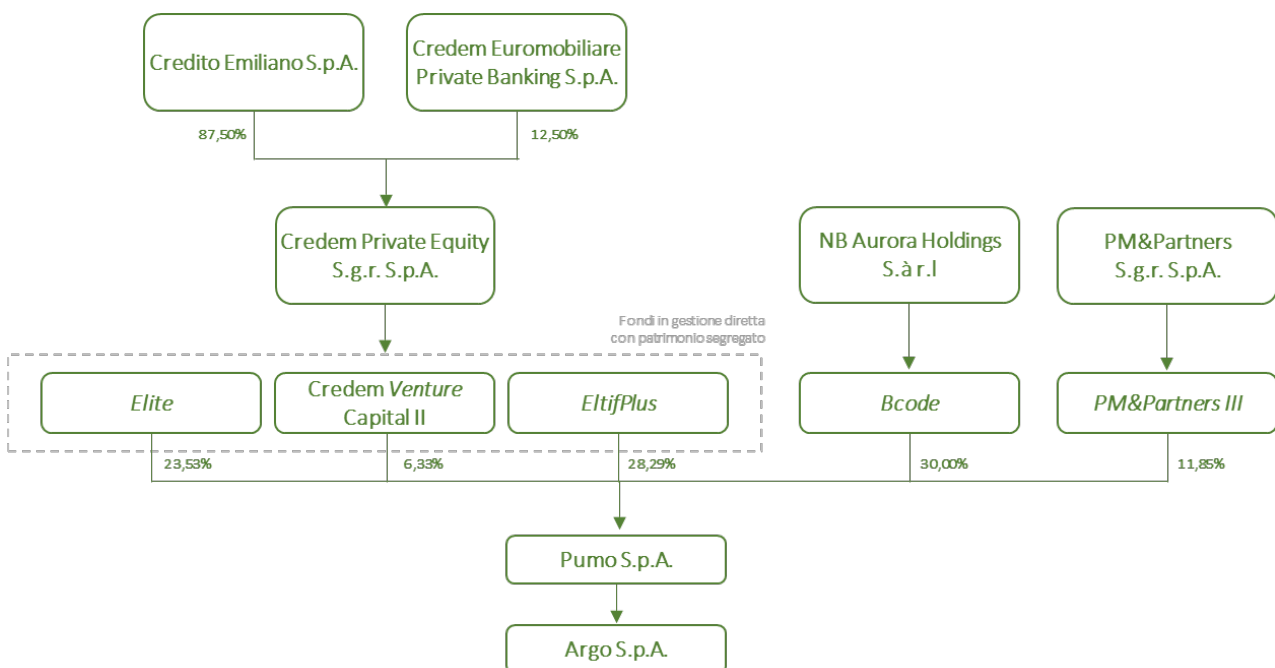 Credito Emiliano S.p.A.
Credem Euromobiliare
Private Banking S.p.A.
87,50%
12,50%
Credem Private Equity
S.g.r. S.p.A.
NB Aurora Holdings
S.à r.l
PM&Partners
S.g.r. S.p.A.
Fondi in gestione diretta
con patrimonio segregato
Elite
Credem Venture
Capital II
EltifPlus
Bcode
PM&Partners III
23,53%
6,33%
28,29%
30,00%
11,85%
Pumo S.p.A.
Argo S.p.A.